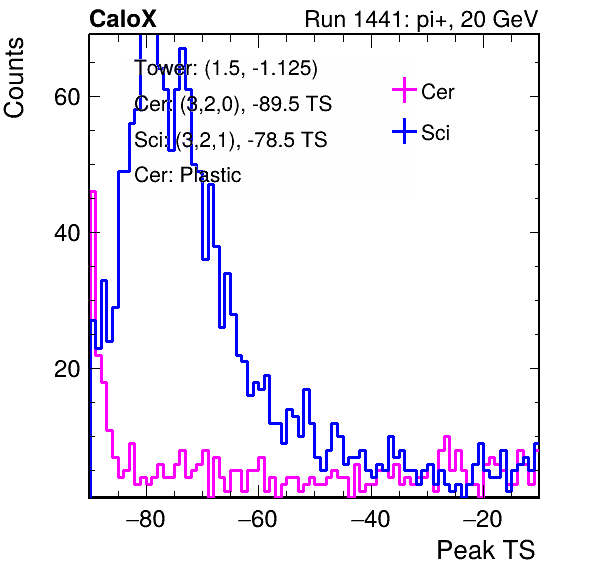 CaloX Run 1441: pi+, 20 GeV
Counts
Tower: (1.5, -1.125)
Cer: (3,2,0), -89.5 TS
Sci: (3,2,1), -78.5 TS
Cer: Plastic
Cer
Sci
60
40
20
−80 −60 −40 −20
Peak TS